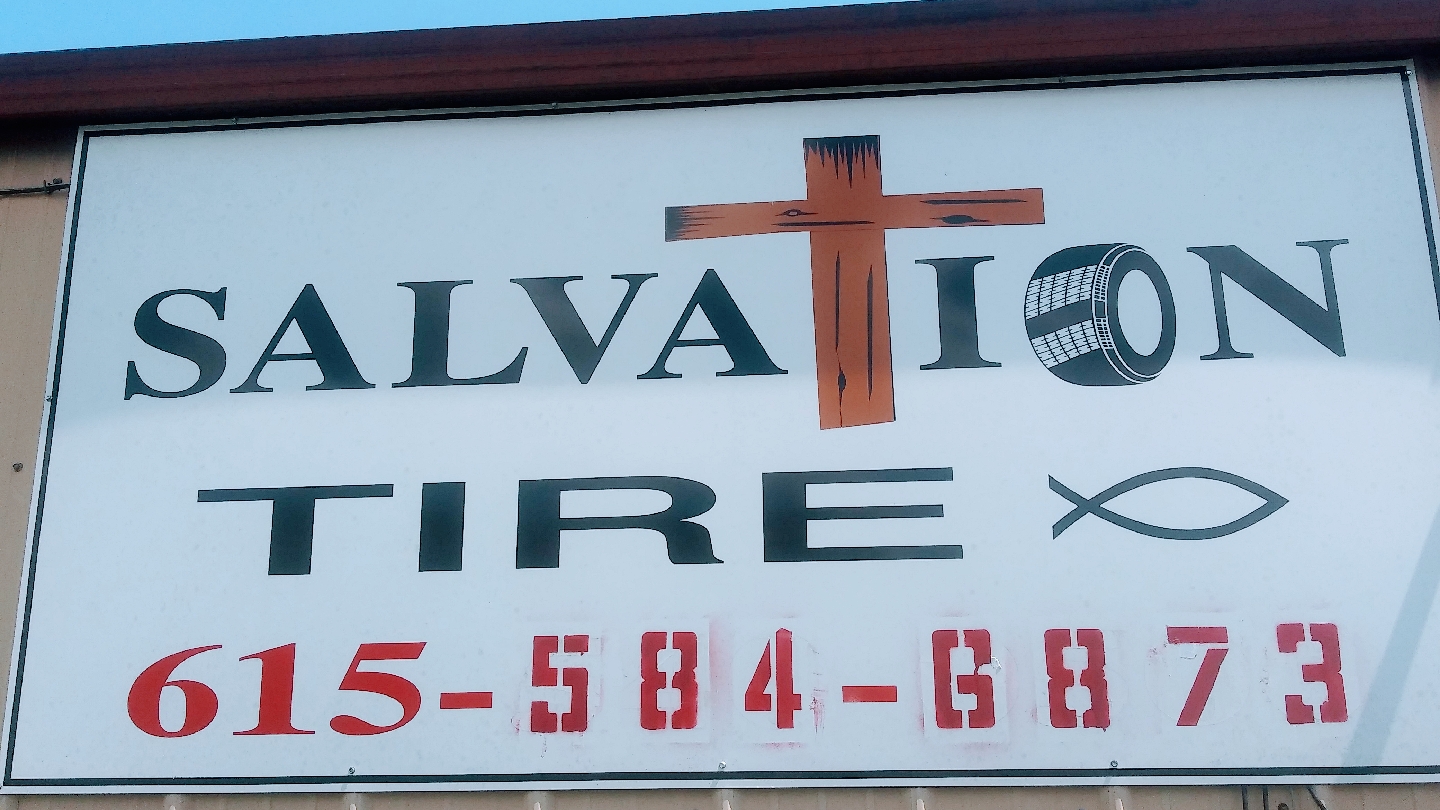 SALVATION
TIRE
615-584-6873